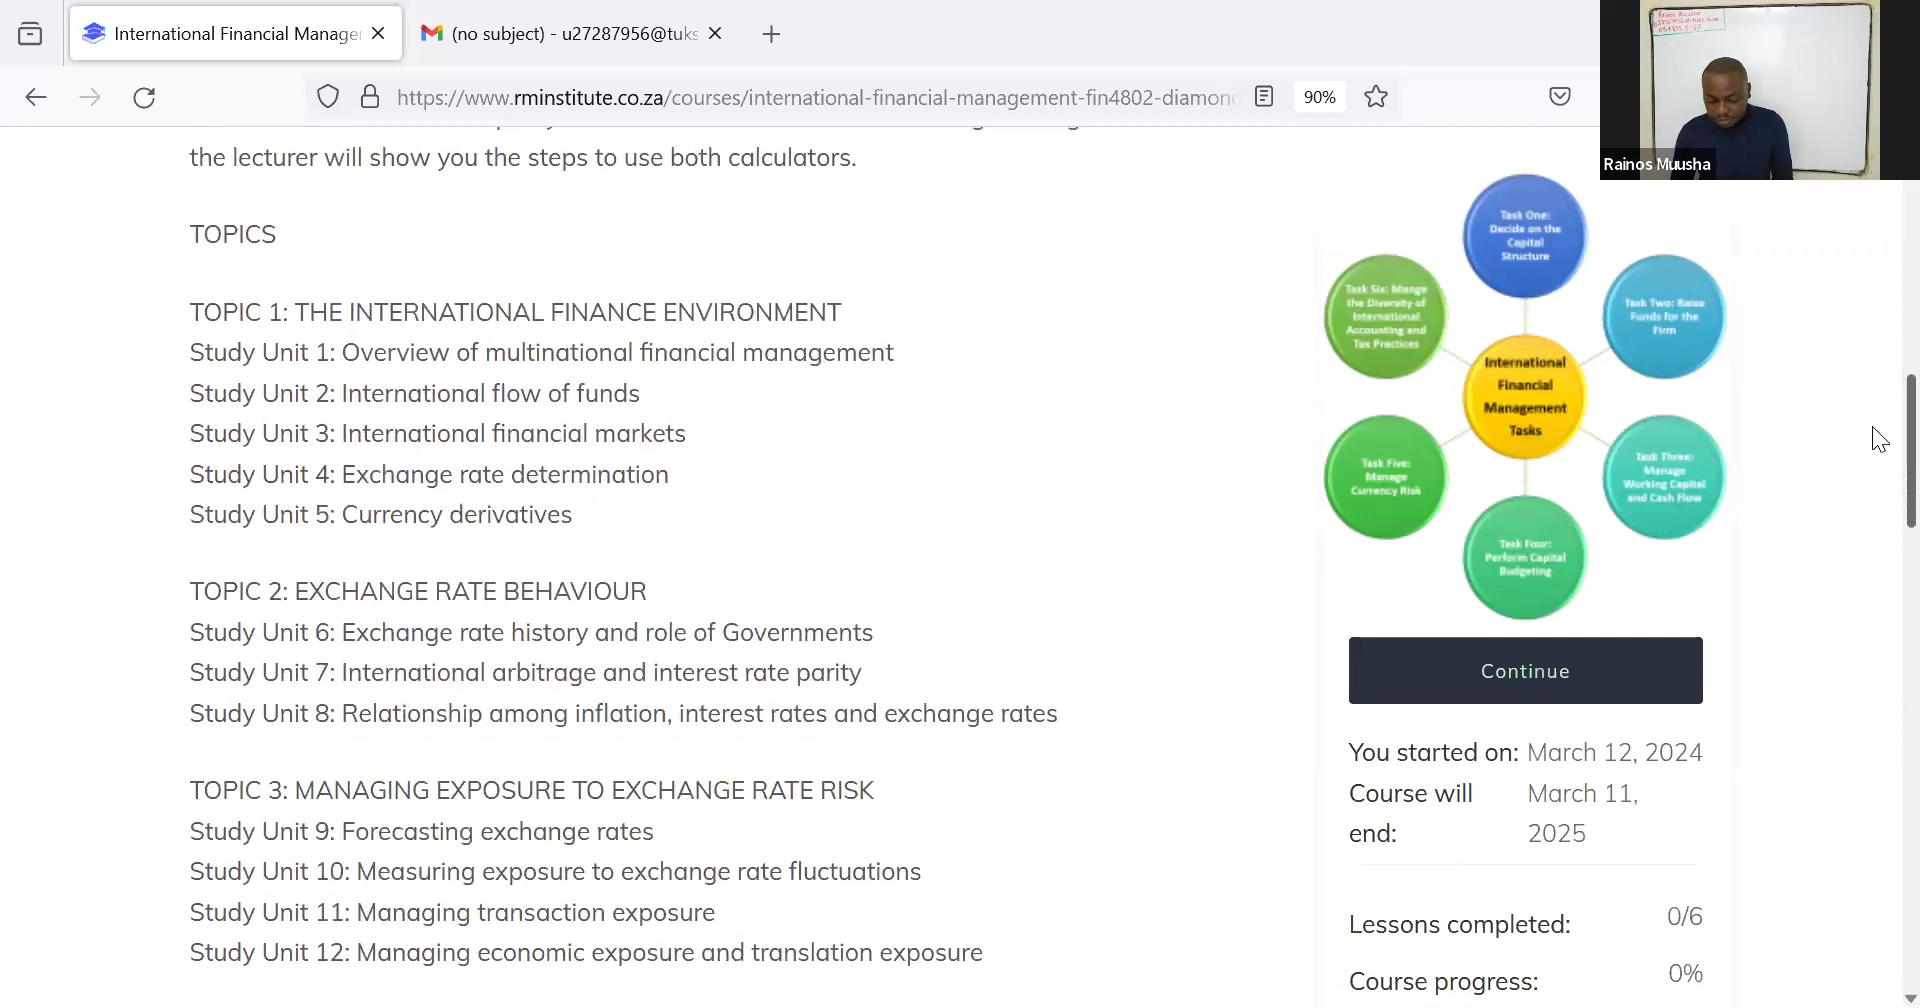 International Financial Manage
(no subject) - u27287956@tuks
https://www.rminstitute.co.za/courses/international-financial-management-fin4802-diamon
90%
Rainos Muusha
the lecturer will show you the steps to use both calculators.
TOPICS
TOPIC 1: THE INTERNATIONAL FINANCE ENVIRONMENT
Study Unit 1: Overview of multinational financial management
Study Unit 2: International flow of funds
Study Unit 3: International financial markets
Study Unit 4: Exchange rate determination
Study Unit 5: Currency derivatives
TOPIC 2: EXCHANGE RATE BEHAVIOUR
Study Unit 6: Exchange rate history and role of Governments
Study Unit 7: International arbitrage and interest rate parity
Study Unit 8: Relationship among inflation, interest rates and exchange rates
TOPIC 3: MANAGING EXPOSURE TO EXCHANGE RATE RISK
Study Unit 9: Forecasting exchange rates
Study Unit 10: Measuring exposure to exchange rate fluctuations
Study Unit 11: Managing transaction exposure
Study Unit 12: Managing economic exposure and translation exposure
Task One:
Decide on the
Capital
Structure
Task Two: Raise
Funds for the
Firm
Task Three:
Manage
Working Capital
and Cash Flow
Task Four:
Perform Capital
Budgeting
Task Five:
Manage
Currency Risk
Task Six: Mange
the Diversity of
International
Accounting and
Tax Practices
International
Financial
Management
Tasks
Continue
You started on: March 12, 2024
Course will March 11,
end: 2025
Lessons completed: 0/6
Course progress: 0%